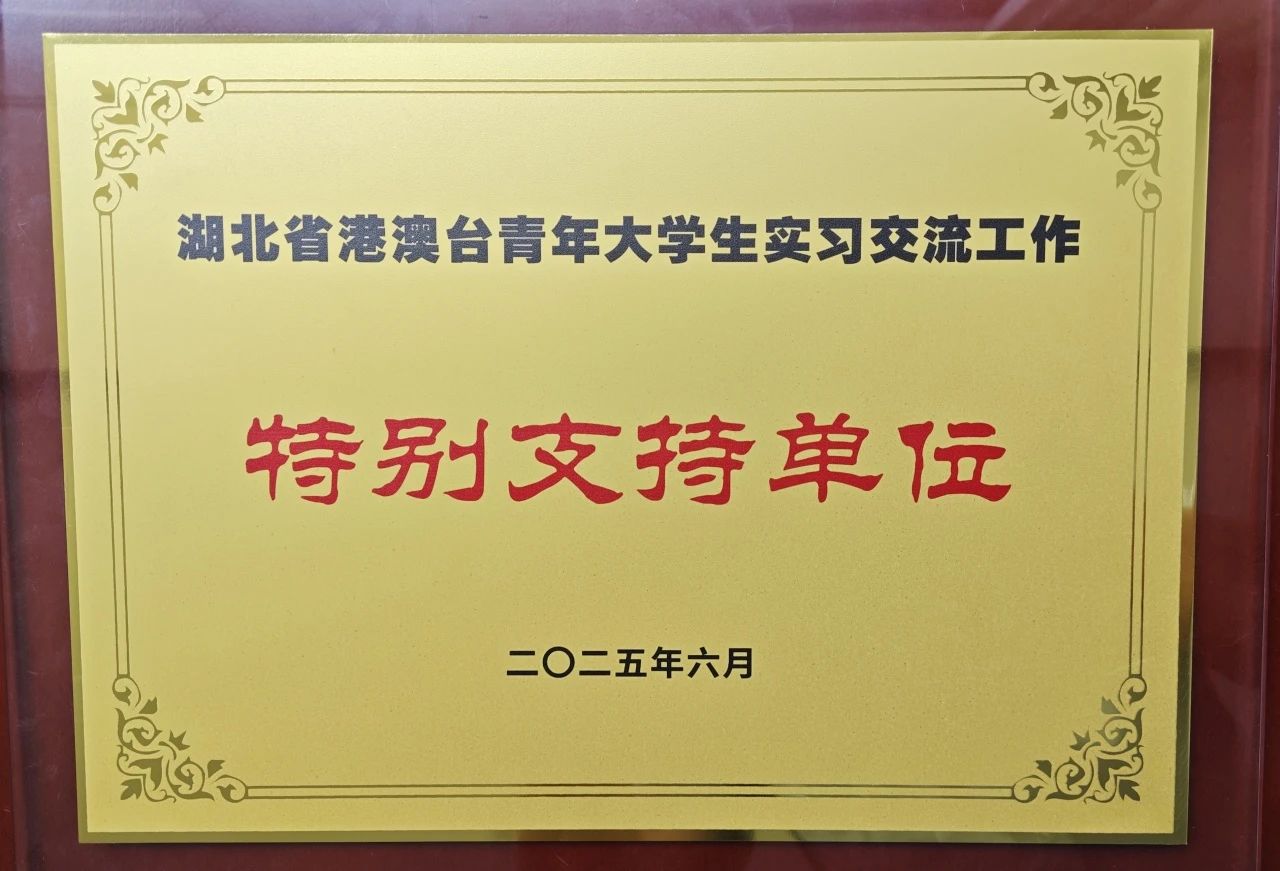 湖北省港澳台青年大学生实习交流工作
特别支持单位
二〇二五年六月